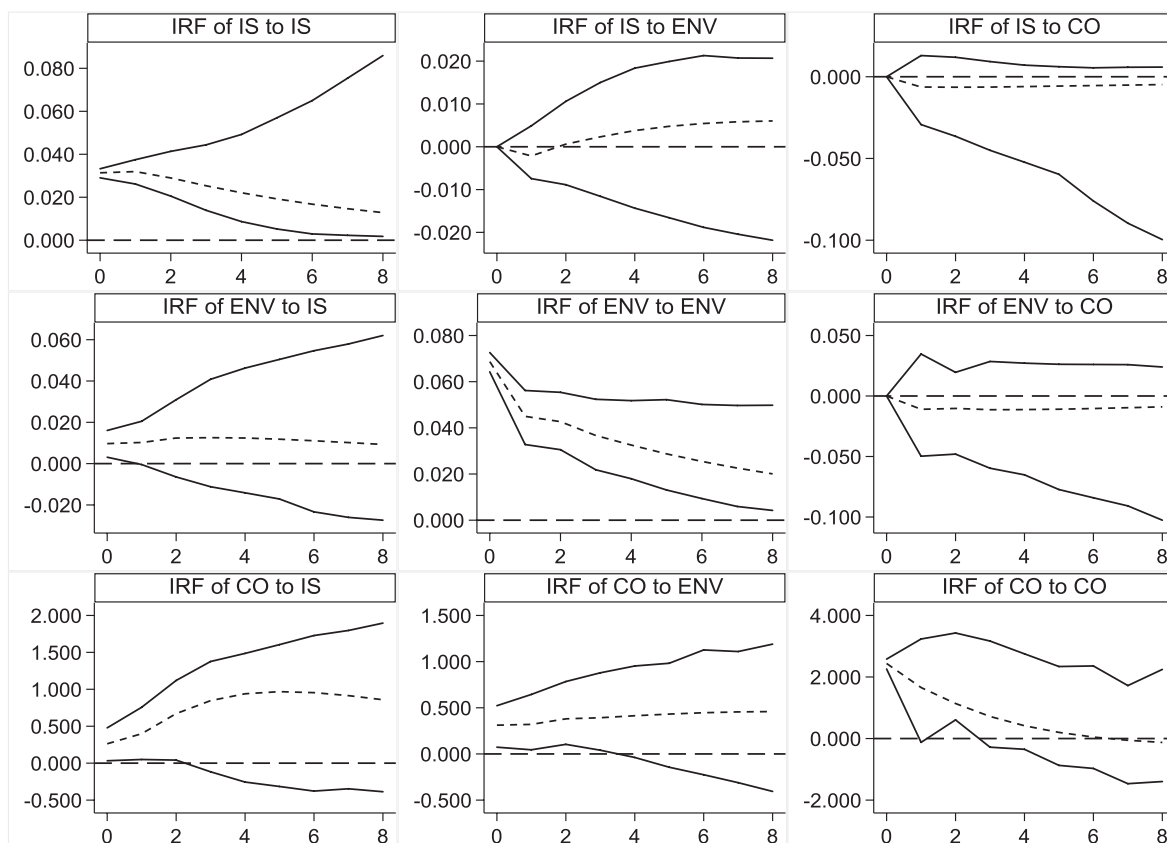 IRF of IS to IS
IRF of IS to ENV
IRF of IS to CO
0.080
0.060
0.040
0.020
0.000
0 2 4 6 8
0.020
0.010
0.000
-0.010
-0.020
0 2 4 6 8
0.000
-0.050
-0.100
0 2 4 6 8
IRF of ENV to IS
IRF of ENV to ENV
IRF of ENV to CO
0.060
0.040
0.020
0.000
-0.020
0 2 4 6 8
0.080
0.060
0.040
0.020
0.000
0 2 4 6 8
0.050
0.000
-0.050
-0.100
0 2 4 6 8
IRF of CO to IS
IRF of CO to ENV
IRF of CO to CO
2.000
1.500
1.000
0.500
0.000
-0.500
0 2 4 6 8
1.500
1.000
0.500
0.000
-0.500
0 2 4 6 8
4.000
2.000
0.000
-2.000
0 2 4 6 8